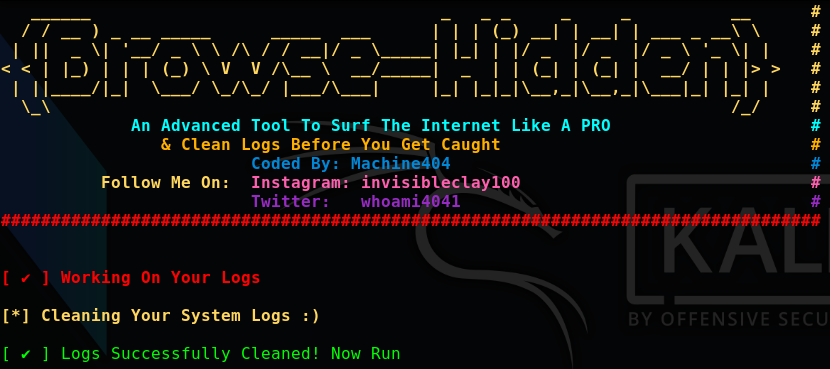 {Browse-Hidden}
An Advanced Tool To Surf The Internet Like A PRO #
& Clean Logs Before You Get Caught #
Coded By: Machine404 #
Follow Me On: Instagram: invisibleclay100 #
Twitter: whoami4041 #
##################################################################################
KALI
BY OFFENSIVE SECU
[ ✔ ] Working On Your Logs
[*] Cleaning Your System Logs :)
[ ✔ ] Logs Successfully Cleaned! Now Run